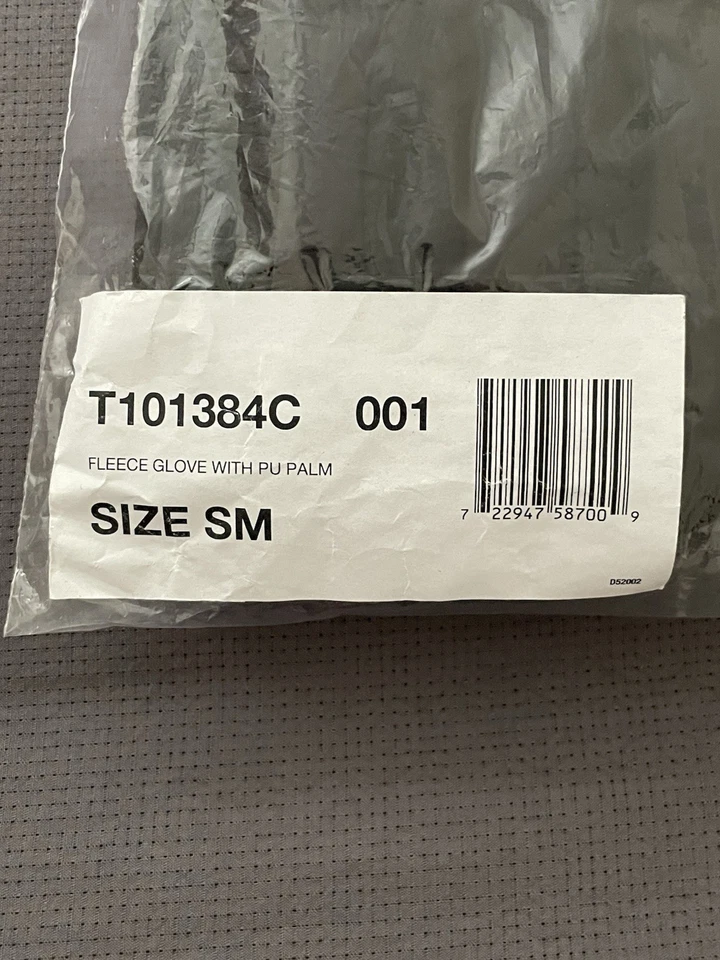 T101384C 001
FLEECE GLOVE WITH PU PALM
SIZE SM
7 22947 58700 9
D52002